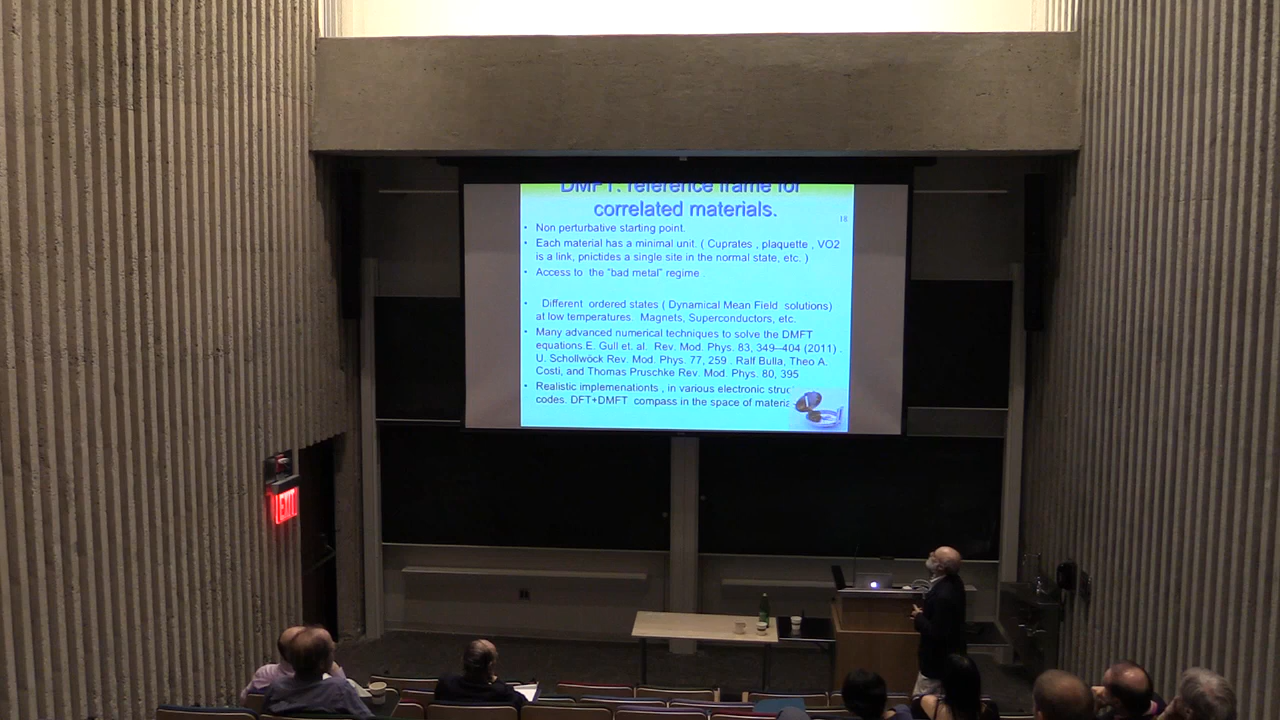 DMFT: reference frame for
correlated materials.
18
• Non perturbative starting point.
• Each material has a minimal unit. ( Cuprates , plaquette , VO2
is a link, pnictides a single site in the normal state, etc. )
• Access to the "bad metal" regime .
• Different ordered states ( Dynamical Mean Field solutions)
at low temperatures. Magnets, Superconductors, etc.
• Many advanced numerical techniques to solve the DMFT
equations E. Gull et. al. Rev. Mod. Phys. 83, 349–404 (2011) .
U. Schollwöck Rev. Mod. Phys. 77, 259 . Ralf Bulla, Theo A.
Costi, and Thomas Pruschke Rev. Mod. Phys. 80, 395
• Realistic implemenationts , in various electronic struc
codes. DFT+DMFT compass in the space of materia
EXIT